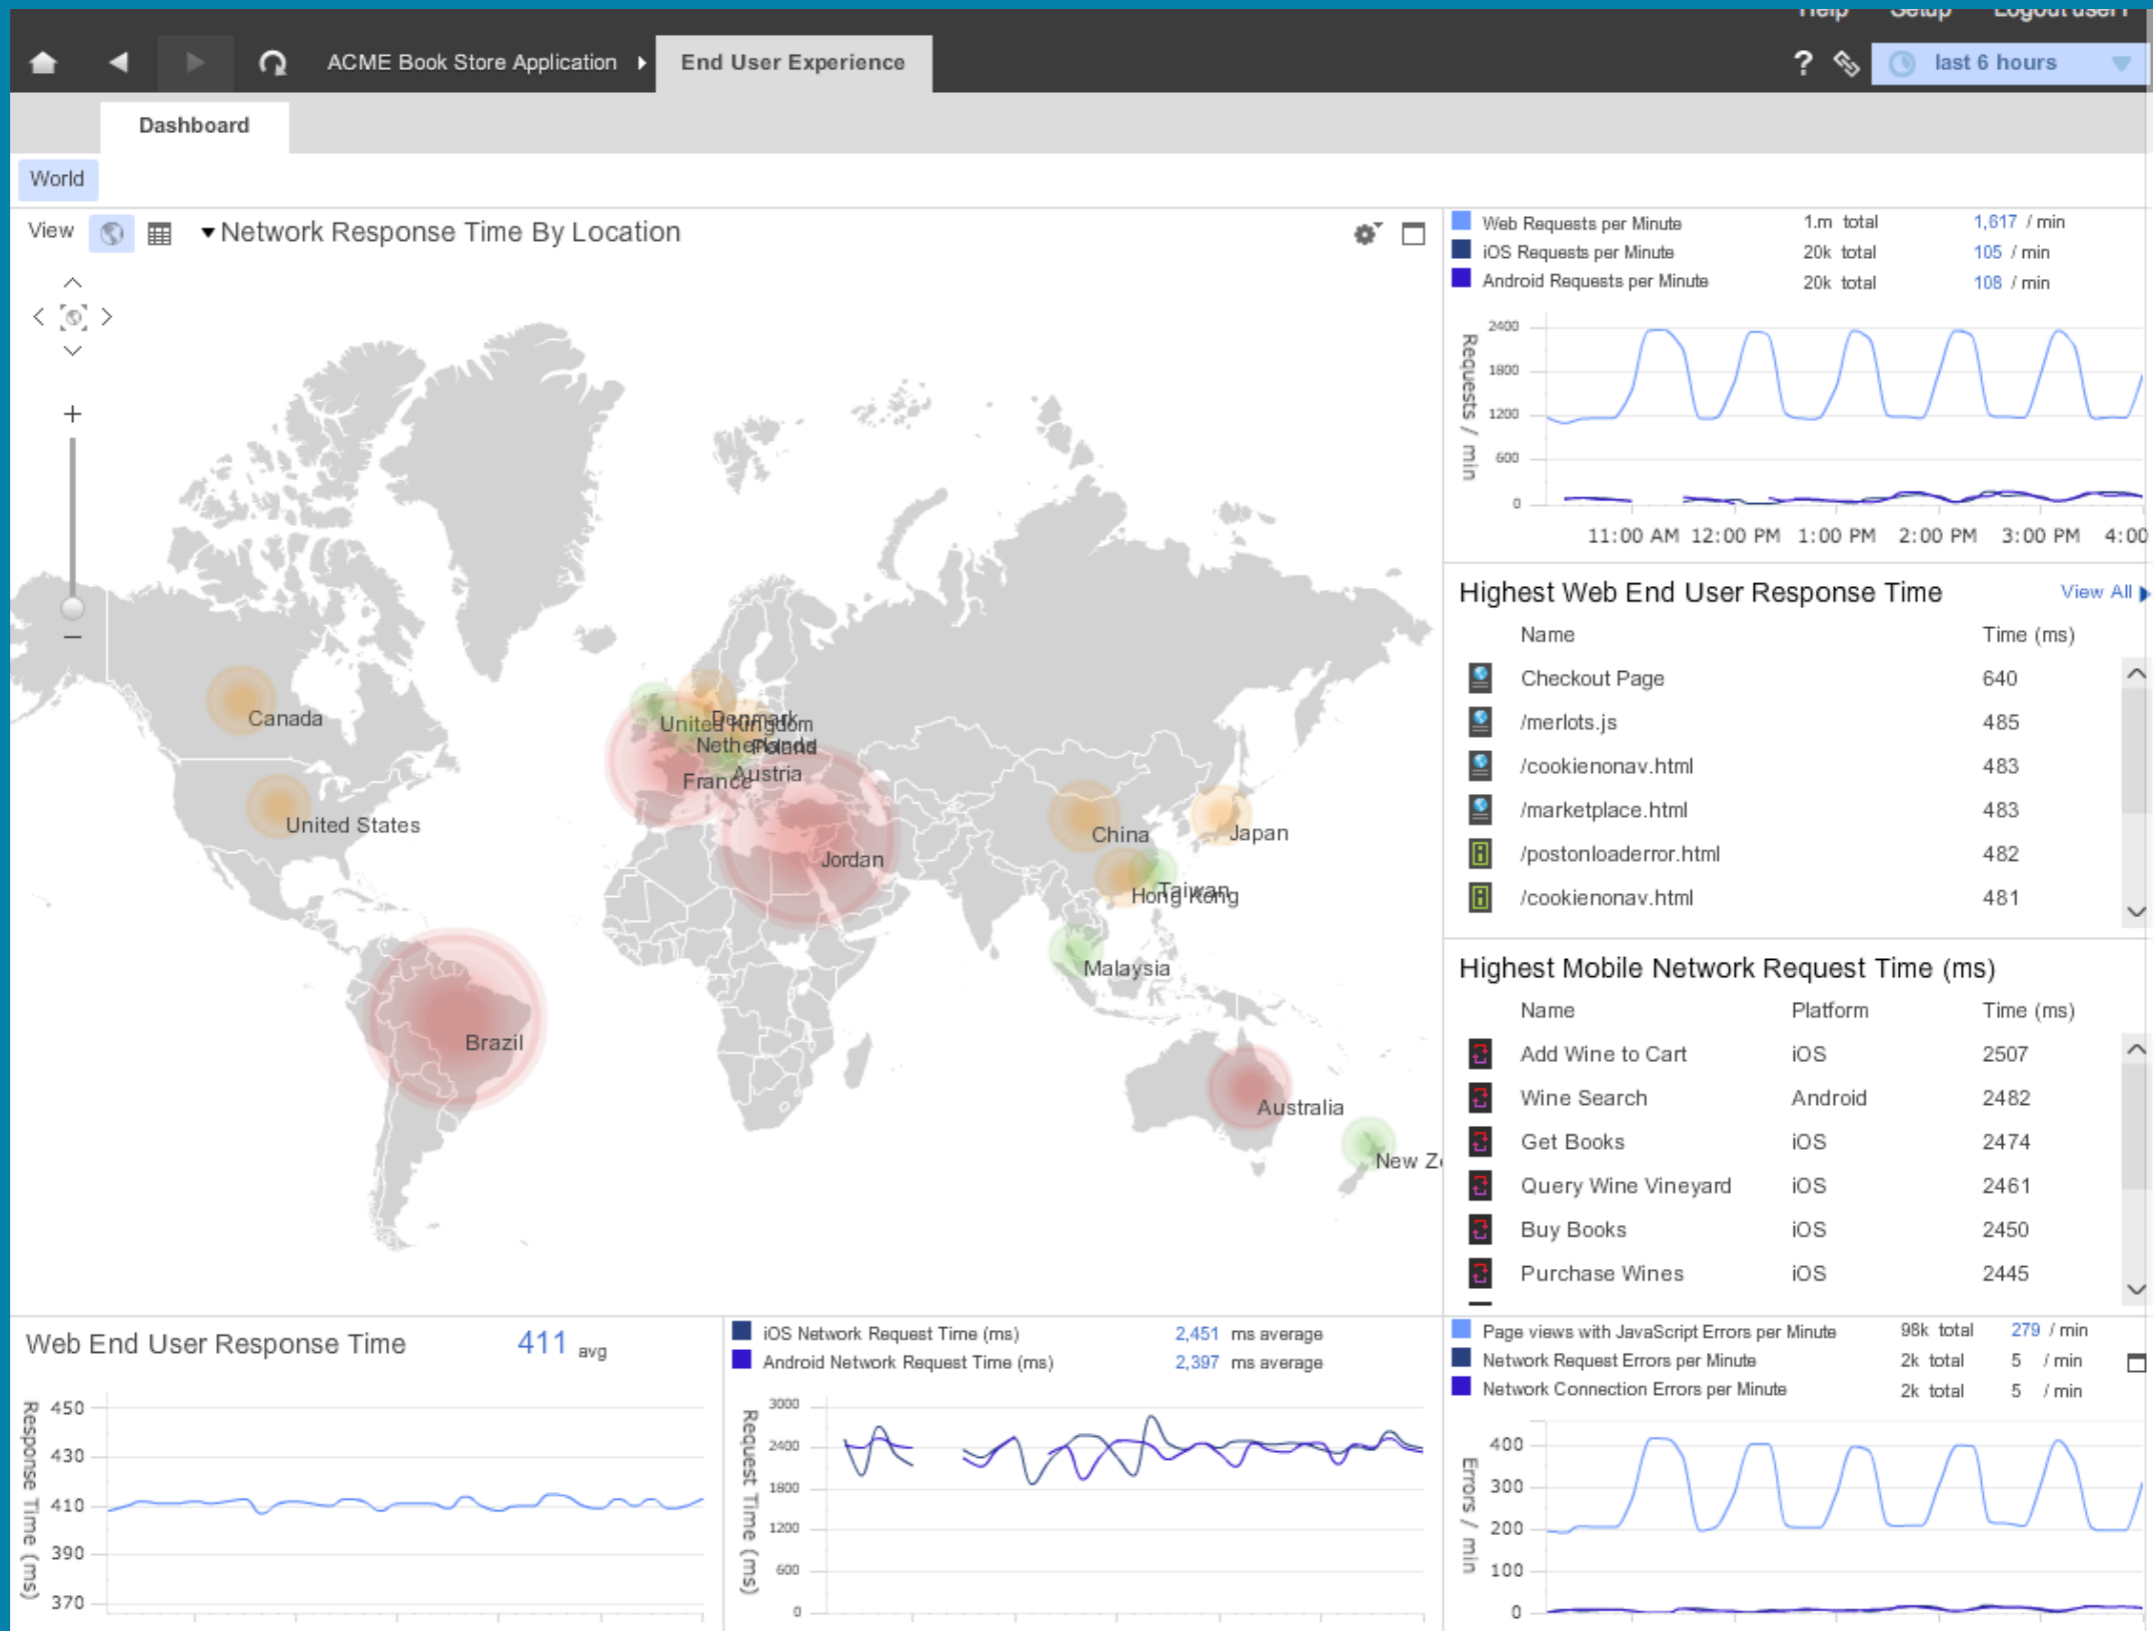 Help Setup Logout user1
ACME Book Store Application End User Experience ? last 6 hours
Dashboard
World
View Network Response Time By Location
Canada
United States
Brazil
United Kingdom
Denmark
Netherlands
Poland
Austria
France
Jordan
China
Japan
Taiwan
Hong Kong
Malaysia
Australia
New Z
Web Requests per Minute 1.m total 1,617 / min
iOS Requests per Minute 20k total 105 / min
Android Requests per Minute 20k total 108 / min
Requests / min
2400
1800
1200
600
0
11:00 AM 12:00 PM 1:00 PM 2:00 PM 3:00 PM 4:00
Highest Web End User Response Time View All
Name Time (ms)
Checkout Page 640
/merlots.js 485
/cookienonav.html 483
/marketplace.html 483
/postonloaderror.html 482
/cookienonav.html 481
Highest Mobile Network Request Time (ms)
Name Platform Time (ms)
Add Wine to Cart iOS 2507
Wine Search Android 2482
Get Books iOS 2474
Query Wine Vineyard iOS 2461
Buy Books iOS 2450
Purchase Wines iOS 2445
Web End User Response Time 411 avg
Response Time (ms)
450
430
410
390
370
iOS Network Request Time (ms) 2,451 ms average
Android Network Request Time (ms) 2,397 ms average
Request Time (ms)
3000
2400
1800
1200
600
0
Page views with JavaScript Errors per Minute 98k total 279 / min
Network Request Errors per Minute 2k total 5 / min
Network Connection Errors per Minute 2k total 5 / min
Errors / min
400
300
200
100
0